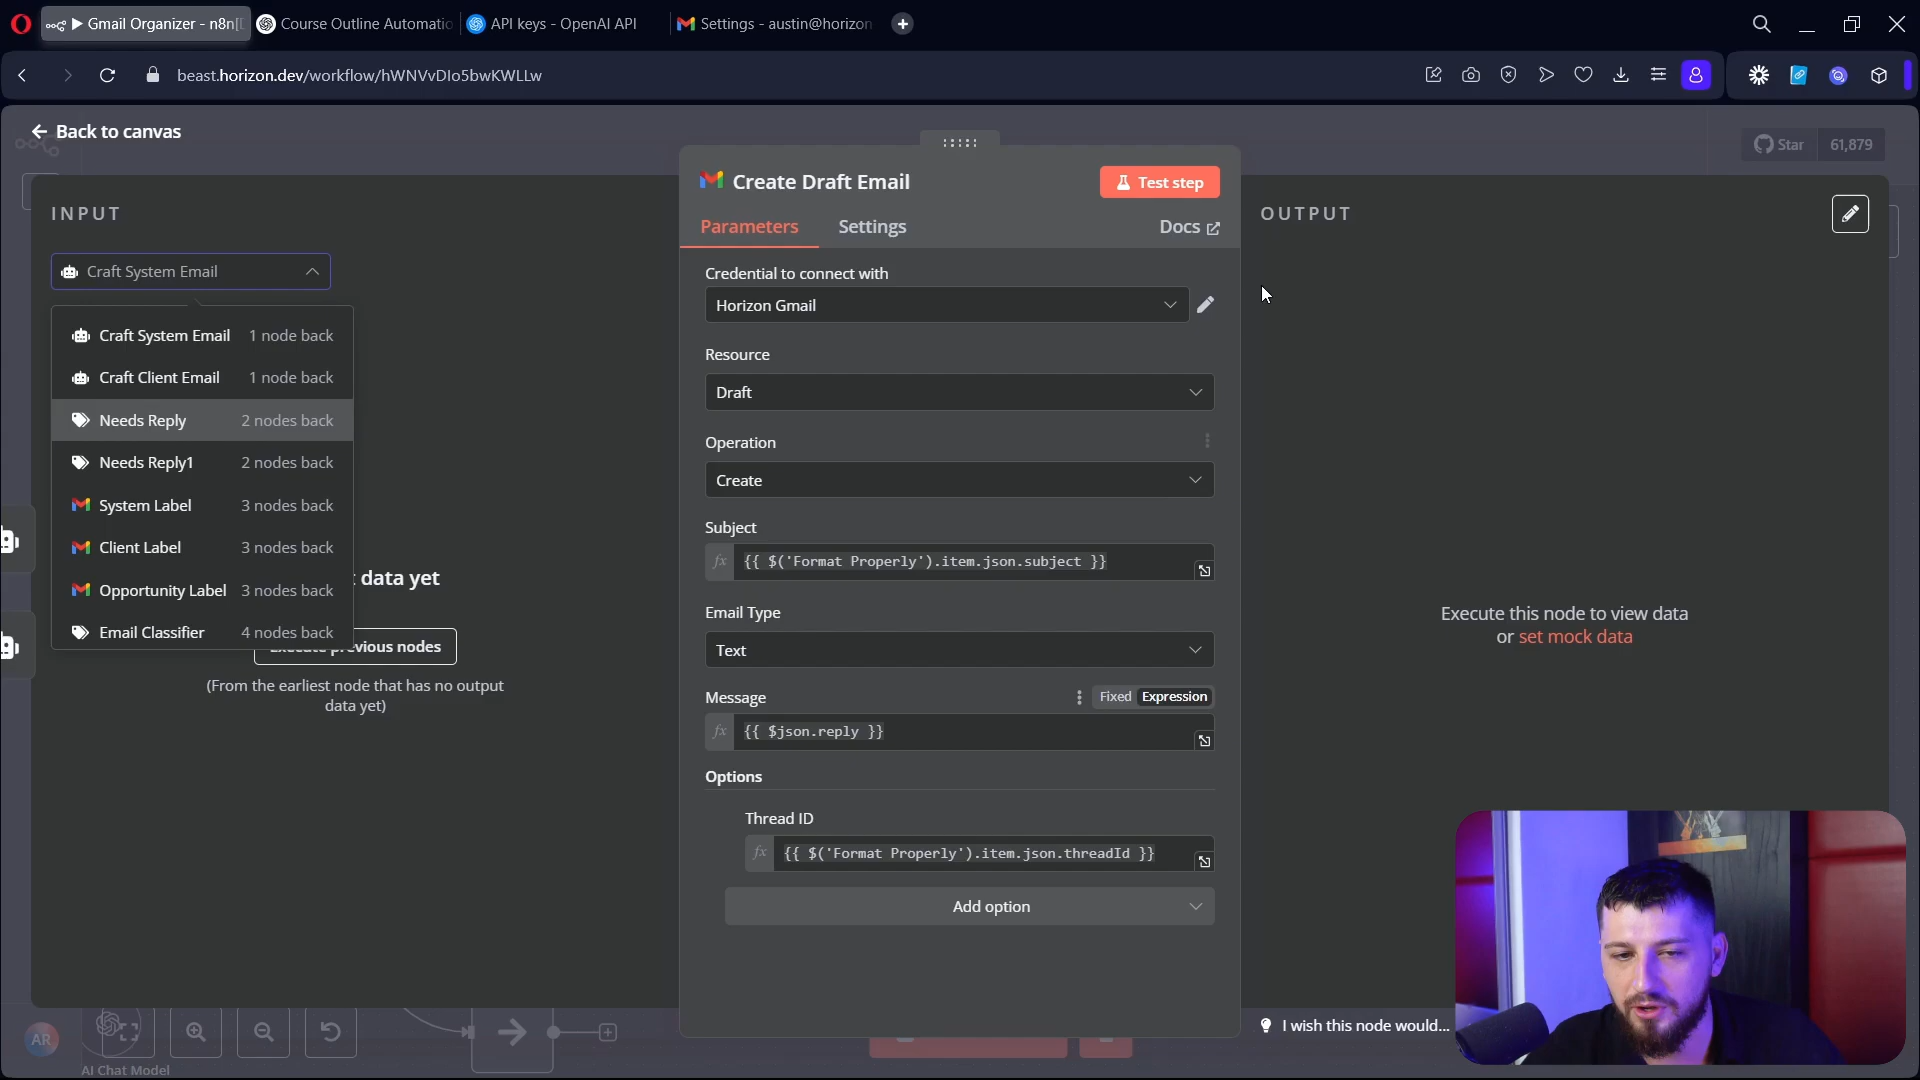 Gmail Organizer - n8n[
Course Outline Automatio
API keys - OpenAI API
Settings - austin@horizon
beast.horizon.dev/workflow/hWNVvDIo5bwKWLLw
Back to canvas
Star 61,879
INPUT
Craft System Email
Craft System Email 1 node back
Craft Client Email 1 node back
Needs Reply 2 nodes back
Needs Reply1 2 nodes back
System Label 3 nodes back
Client Label 3 nodes back
Opportunity Label 3 nodes back
Email Classifier 4 nodes back
data yet
previous nodes
(From the earliest node that has no output
data yet)
Create Draft Email
Test step
Parameters
Settings
Docs
Credential to connect with
Horizon Gmail
Resource
Draft
Operation
Create
Subject
fx {{ $('Format Properly').item.json.subject }}
Email Type
Text
Message
Fixed Expression
fx {{ $json.reply }}
Options
Thread ID
fx {{ $('Format Properly').item.json.threadId }}
Add option
OUTPUT
Execute this node to view data
or set mock data
I wish this node would...
AR
AI Chat Model